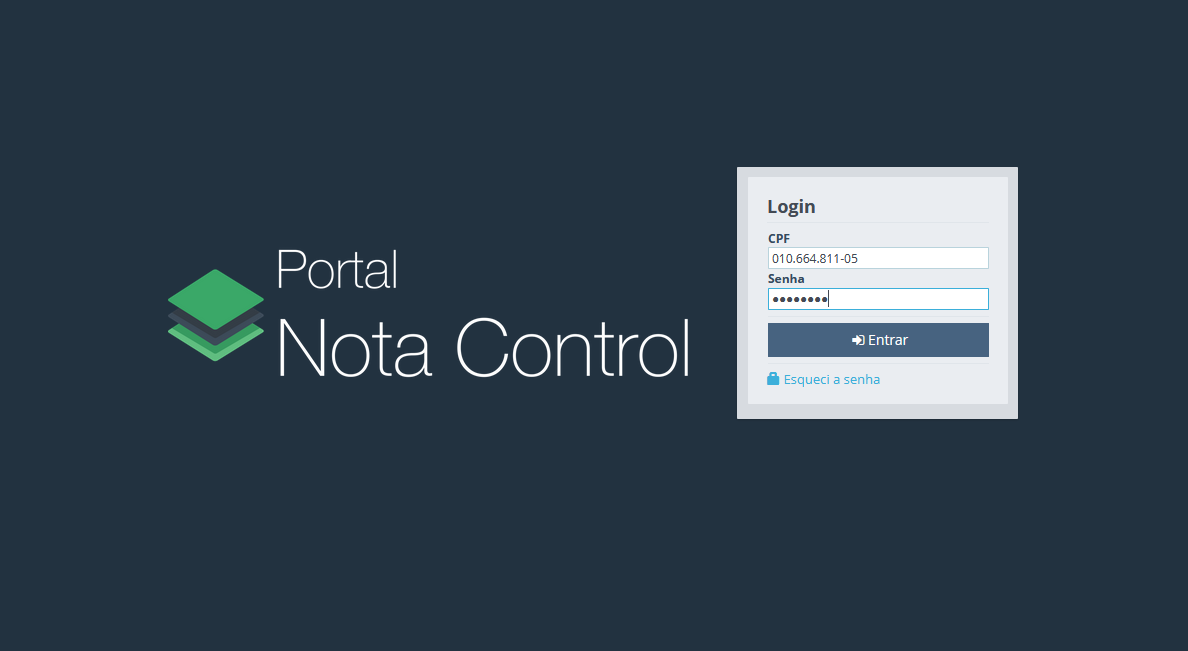 Portal
Nota Control
Login
CPF
010.664.811-05
Senha
••••••••
Entrar
Esqueci a senha